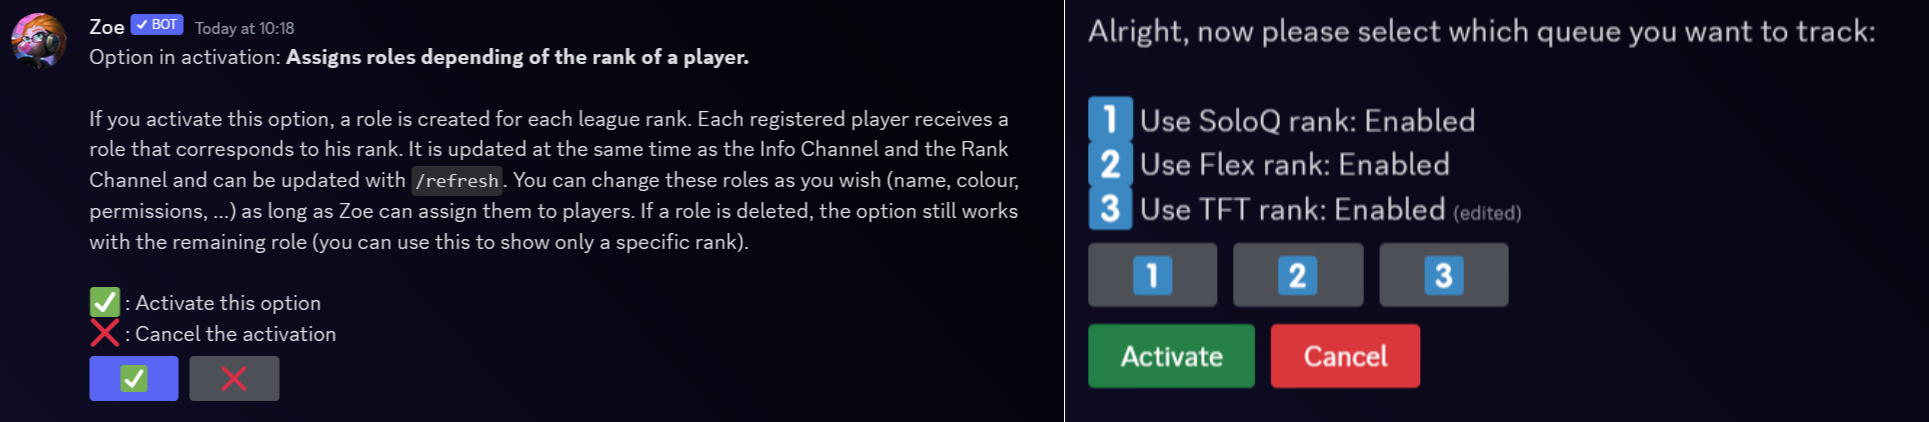 Zoe ✓ BOT Today at 10:18
Option in activation: Assigns roles depending of the rank of a player.
If you activate this option, a role is created for each league rank. Each registered player receives a
role that corresponds to his rank. It is updated at the same time as the Info Channel and the Rank
Channel and can be updated with /refresh. You can change these roles as you wish (name, colour,
permissions, ...) as long as Zoe can assign them to players. If a role is deleted, the option still works
with the remaining role (you can use this to show only a specific rank).
✅ : Activate this option
❌ : Cancel the activation
✅ ❌
Alright, now please select which queue you want to track:
1 Use SoloQ rank: Enabled
2 Use Flex rank: Enabled
3 Use TFT rank: Enabled (edited)
1 2 3
Activate Cancel